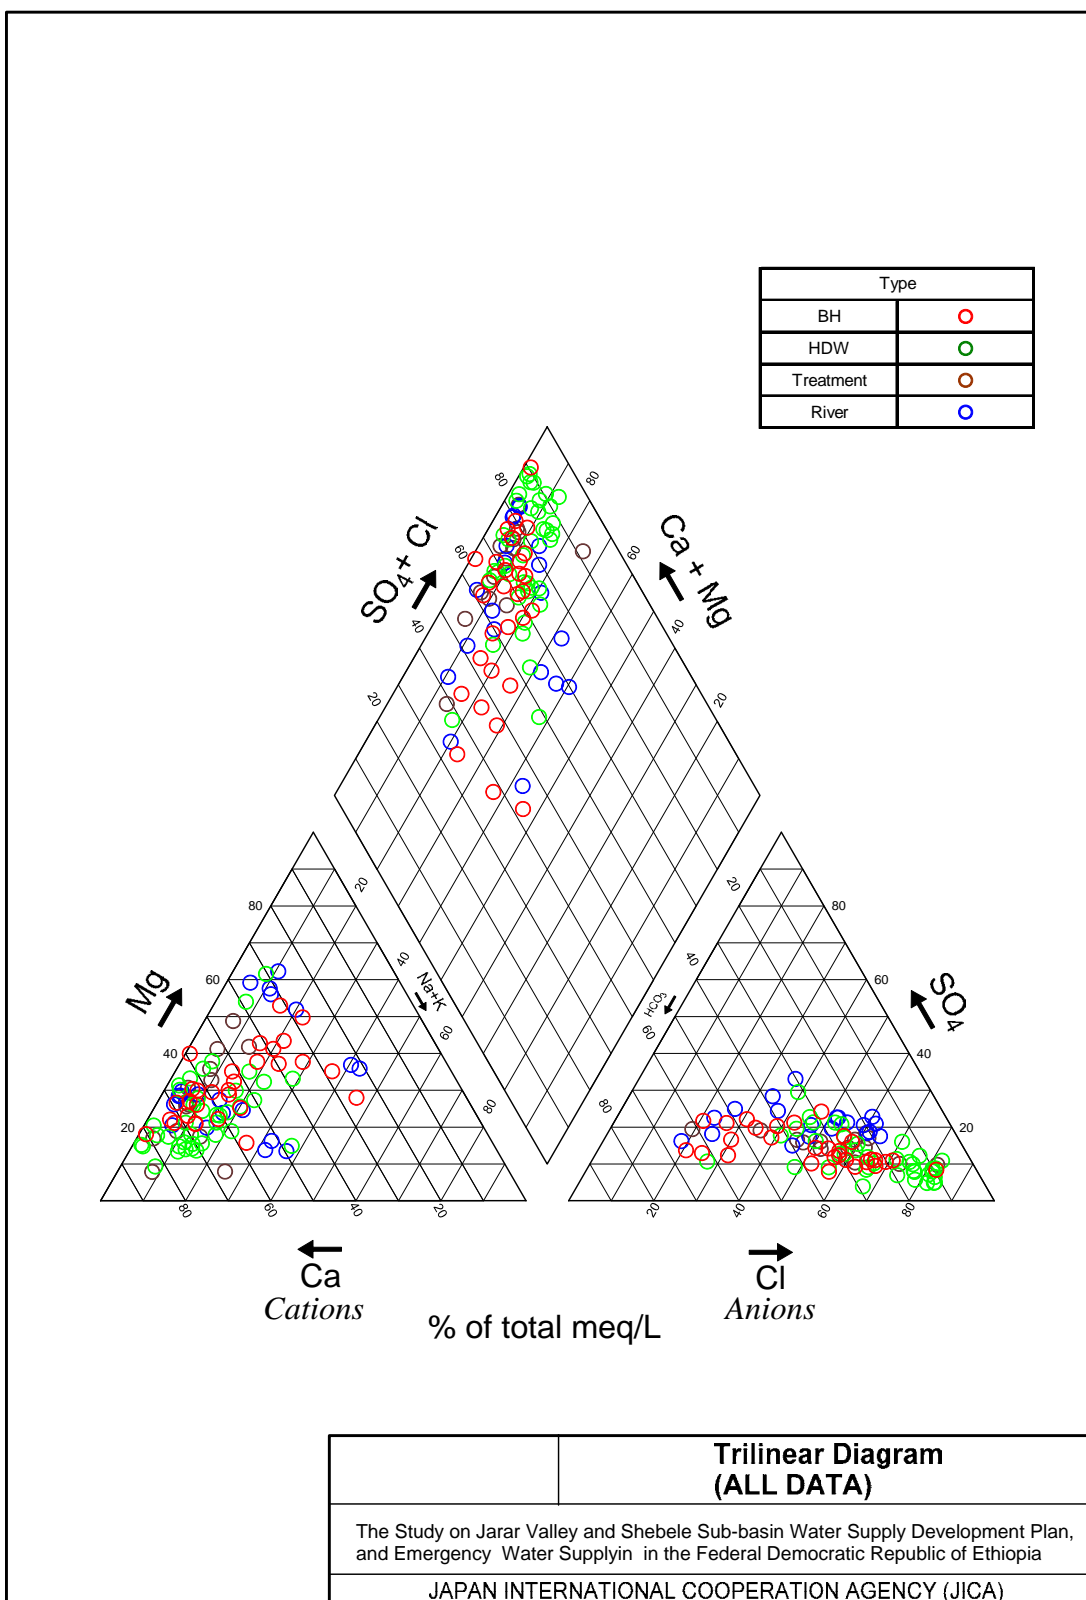 Type
BH
HDW
Treatment
River
80
80
SO4+ Cl
Ca + Mg
60
60
40
40
20
20
20
20
80
80
Mg
Na+K
HCO3
SO4
40
40
60
60
60
60
40
40
80
80
20
20
80
60
40
20
20
40
60
80
Ca
Cl
Cations
Anions
% of total meq/L
Trilinear Diagram
(ALL DATA)
The Study on Jarar Valley and Shebele Sub-basin Water Supply Development Plan,
and Emergency Water Supplyin in the Federal Democratic Republic of Ethiopia
JAPAN INTERNATIONAL COOPERATION AGENCY (JICA)